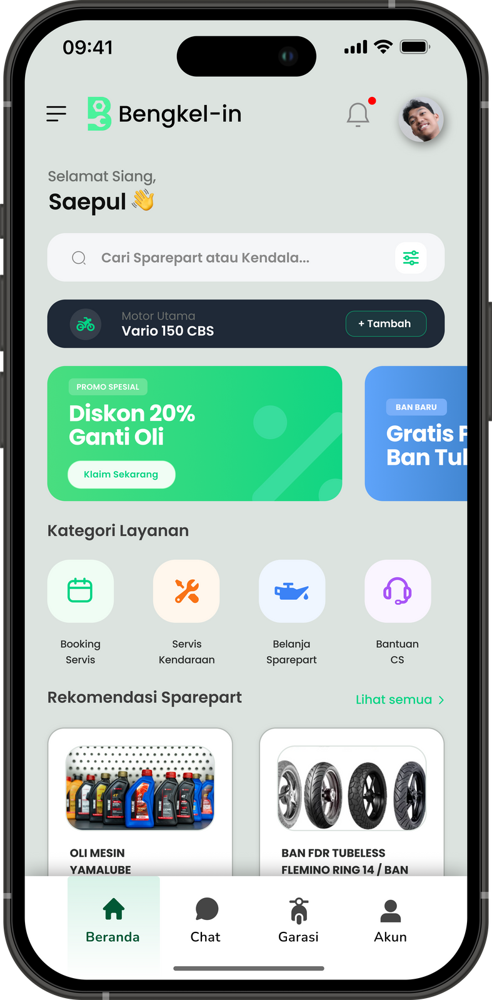 09:41
Bengkel-in
Selamat Siang,
Saepul 👋
Cari Sparepart atau Kendala...
Motor Utama
Vario 150 CBS
+ Tambah
PROMO SPESIAL
Diskon 20%
Ganti Oli
Klaim Sekarang
BAN BARU
Gratis P
Ban Tul
Kategori Layanan
Booking
Servis
Servis
Kendaraan
Belanja
Sparepart
Bantuan
CS
Rekomendasi Sparepart
Lihat semua >
OLI MESIN
YAMALUBE
BAN FDR TUBELESS
FLEMINO RING 14 / BAN
Beranda
Chat
Garasi
Akun